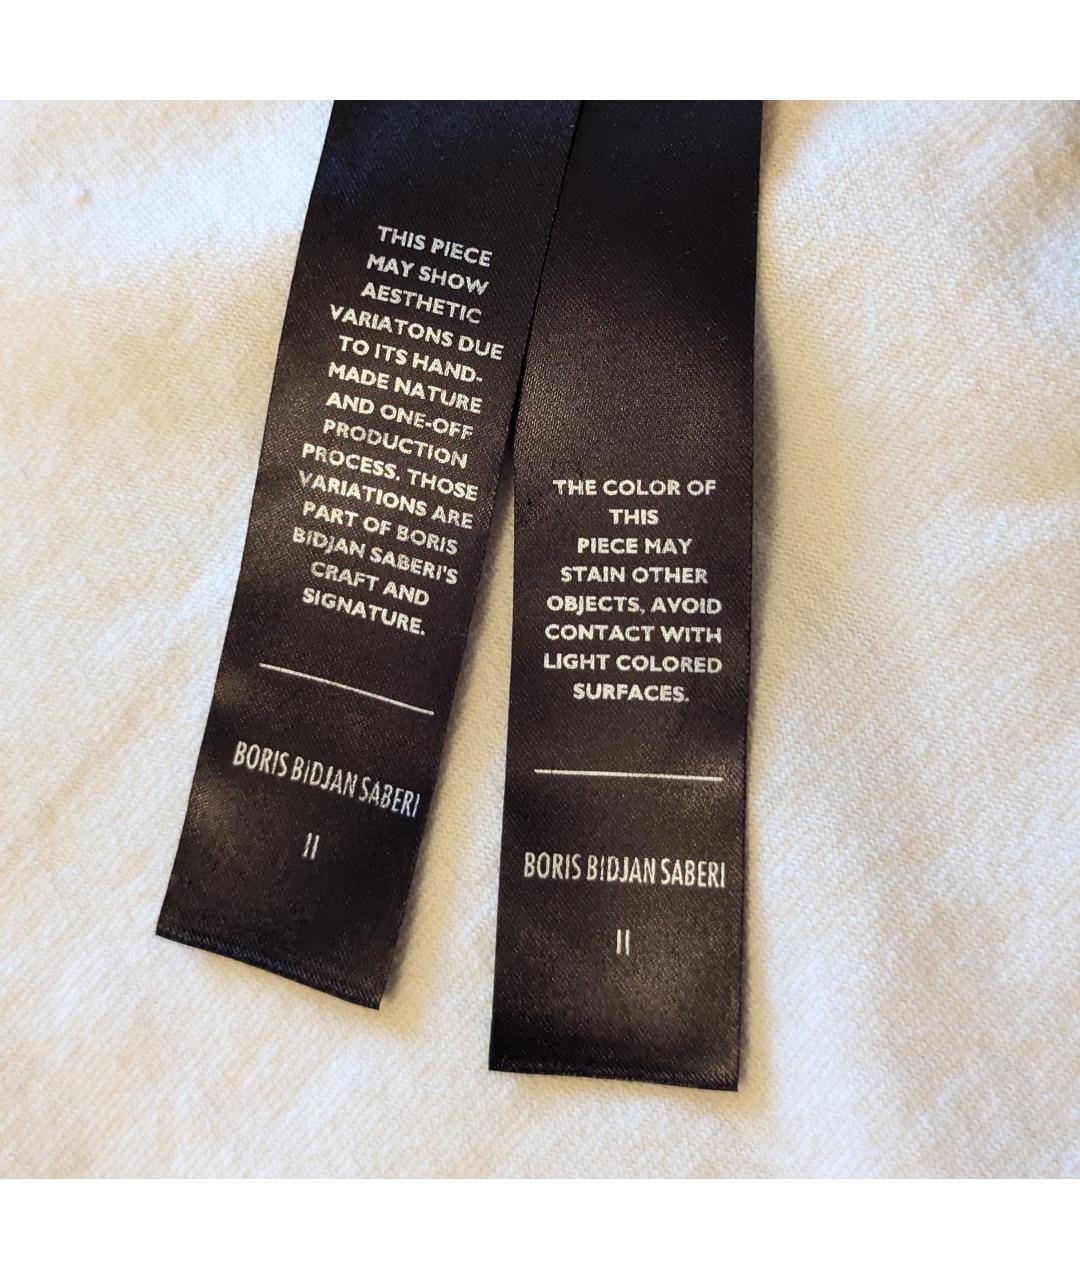 THIS PIECE
MAY SHOW
AESTHETIC
VARIATONS DUE
TO ITS HAND-
MADE NATURE
AND ONE-OFF
PRODUCTION
PROCESS. THOSE
VARIATIONS ARE
PART OF BORIS
BIDJAN SABERI'S
CRAFT AND
SIGNATURE.
BORIS BIDJAN SABERI
11
THE COLOR OF
THIS
PIECE MAY
STAIN OTHER
OBJECTS, AVOID
CONTACT WITH
LIGHT COLORED
SURFACES.
BORIS BIDJAN SABERI
11